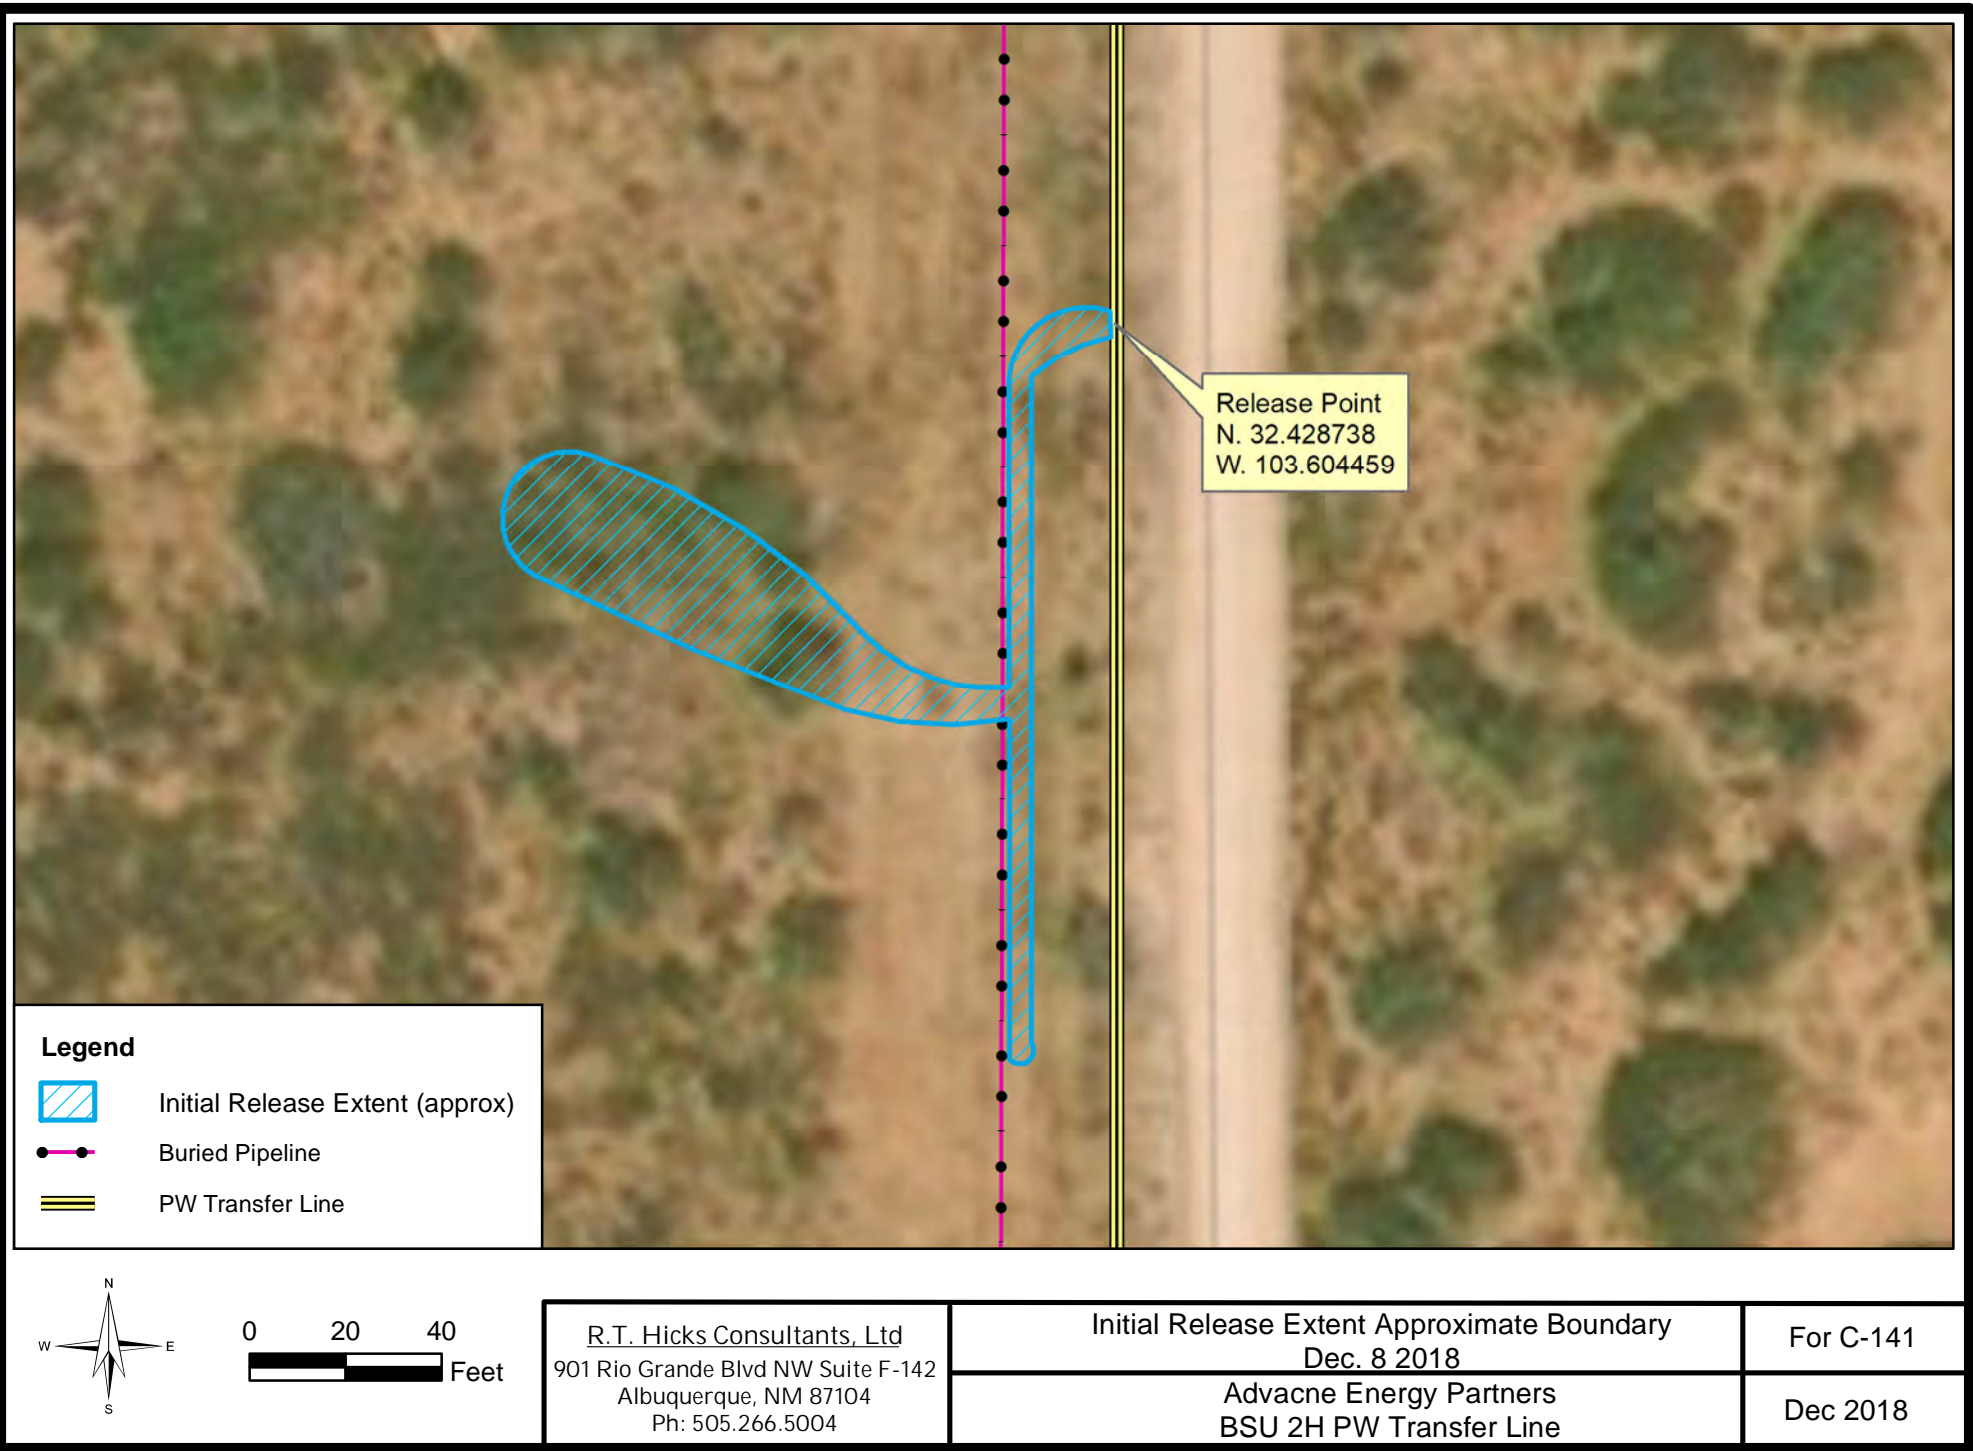 Release Point
N. 32.428738
W. 103.604459
Legend
Initial Release Extent (approx)
Buried Pipeline
PW Transfer Line
N
W
E
S
0 20 40
Feet
R.T. Hicks Consultants, Ltd
901 Rio Grande Blvd NW Suite F-142
Albuquerque, NM 87104
Ph: 505.266.5004
Initial Release Extent Approximate Boundary
Dec. 8 2018
Advacne Energy Partners
BSU 2H PW Transfer Line
For C-141
Dec 2018